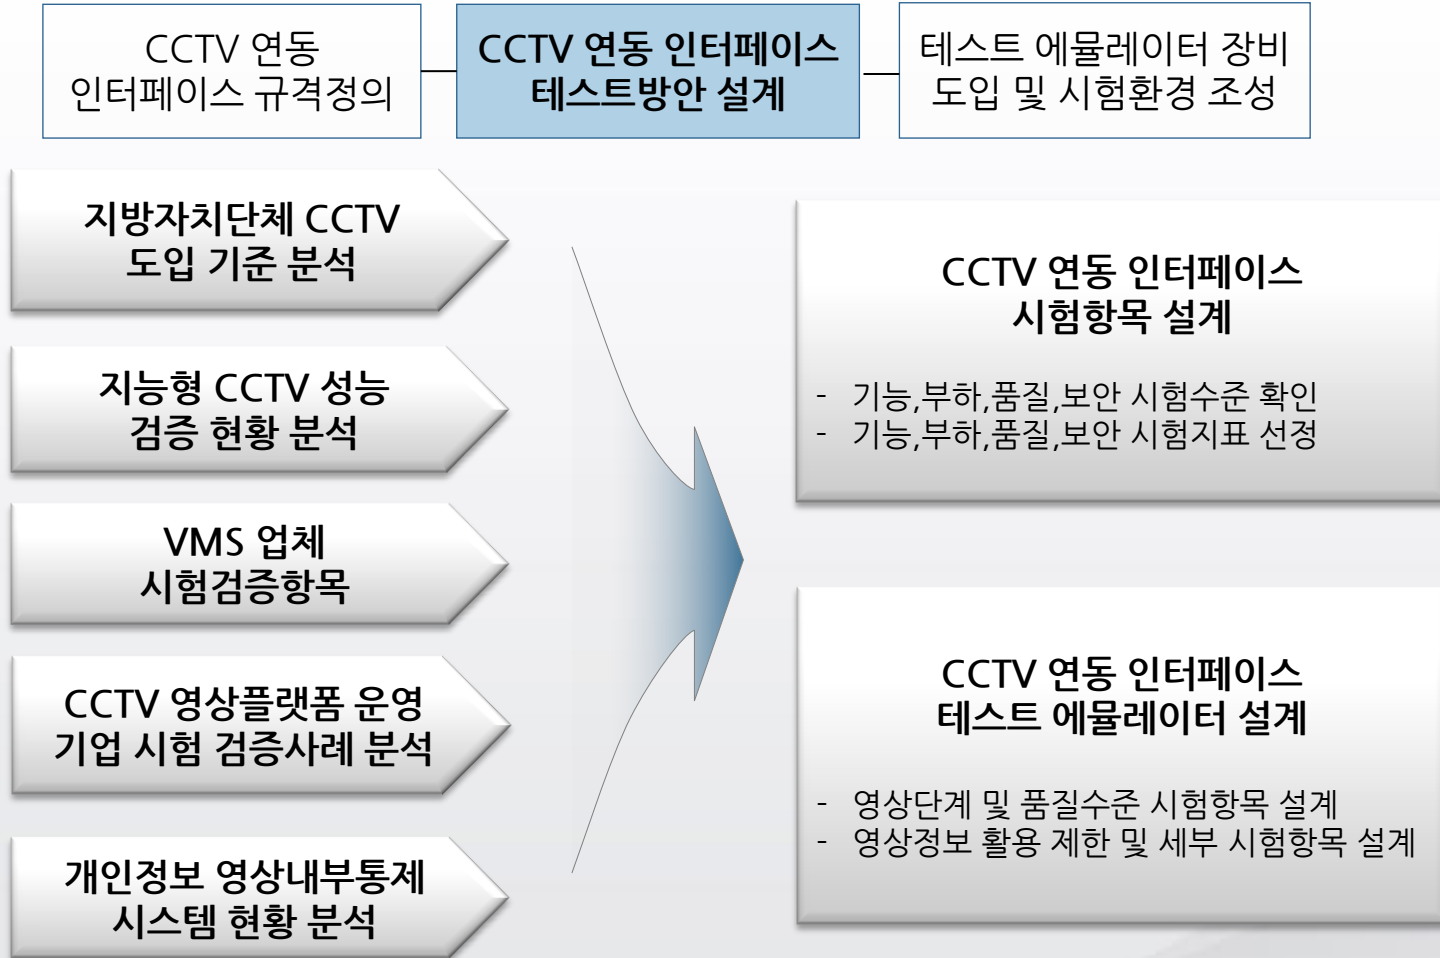 CCTV 연동
인터페이스 규격정의
CCTV 연동 인터페이스
테스트방안 설계
테스트 에뮬레이터 장비
도입 및 시험환경 조성
지방자치단체 CCTV
도입 기준 분석
지능형 CCTV 성능
검증 현황 분석
VMS 업체
시험검증항목
CCTV 영상플랫폼 운영
기업 시험 검증사례 분석
개인정보 영상내부통제
시스템 현황 분석
CCTV 연동 인터페이스
시험항목 설계
- 기능,부하,품질,보안 시험수준 확인
- 기능,부하,품질,보안 시험지표 선정
CCTV 연동 인터페이스
테스트 에뮬레이터 설계
- 영상단계 및 품질수준 시험항목 설계
- 영상정보 활용 제한 및 세부 시험항목 설계